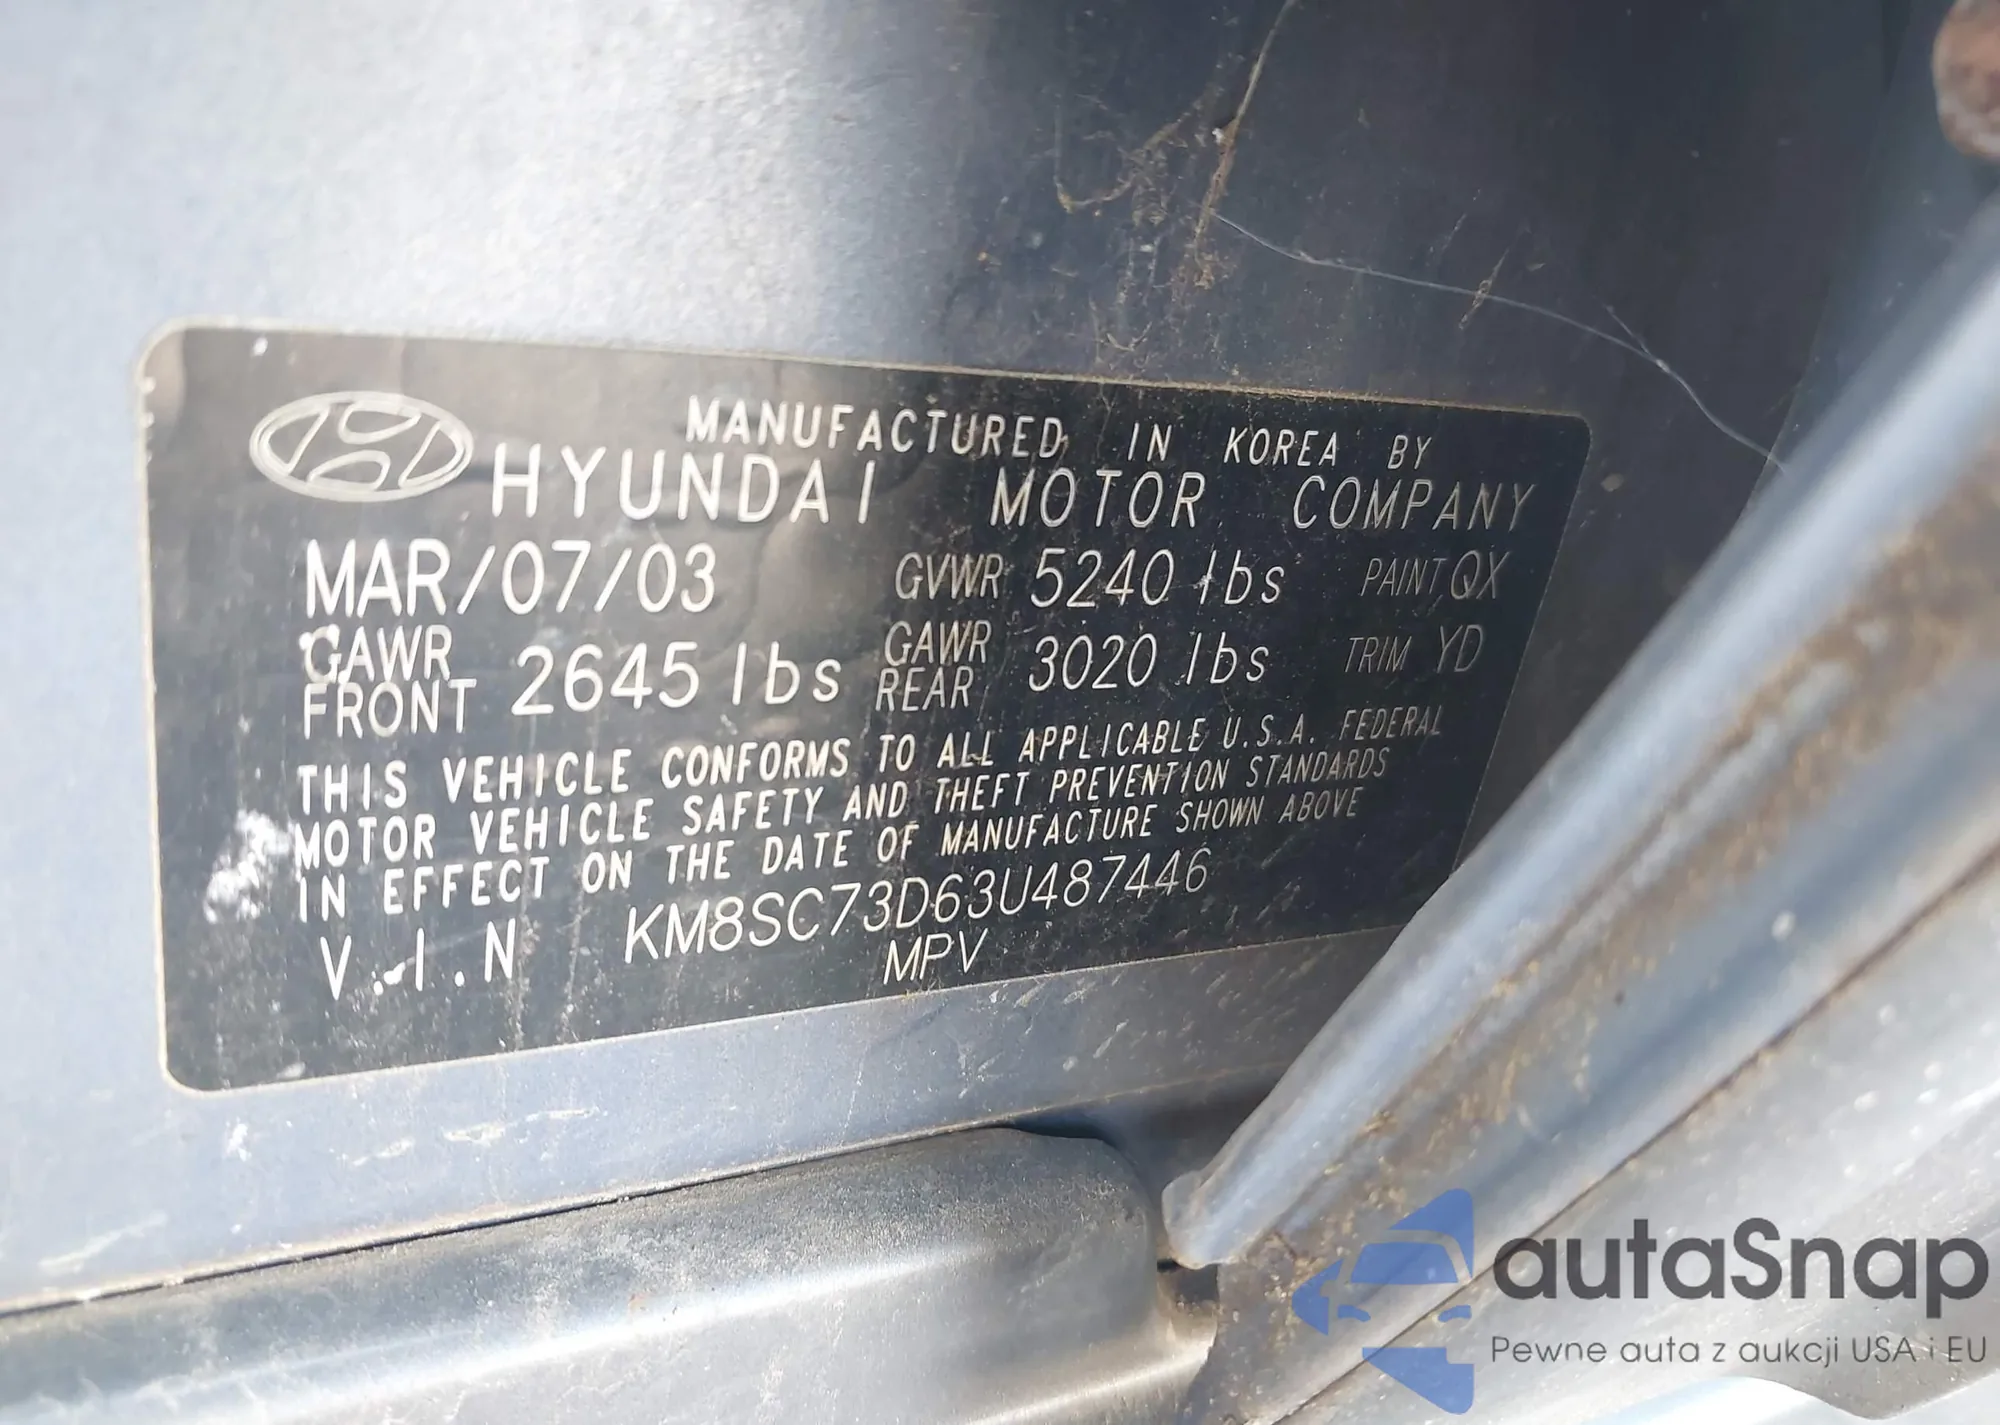 MANUFACTURED IN KOREA BY
HYUNDAI MOTOR COMPANY
MAR/07/03 GVWR 5240 lbs PAINT QX
GAWR FRONT 2645 lbs GAWR REAR 3020 lbs TRIM YD
THIS VEHICLE CONFORMS TO ALL APPLICABLE U.S.A. FEDERAL
MOTOR VEHICLE SAFETY AND THEFT PREVENTION STANDARDS
IN EFFECT ON THE DATE OF MANUFACTURE SHOWN ABOVE
V.I.N KM8SC73D63U487446
MPV
autaSnap
Pewne auta z aukcji USA i EU